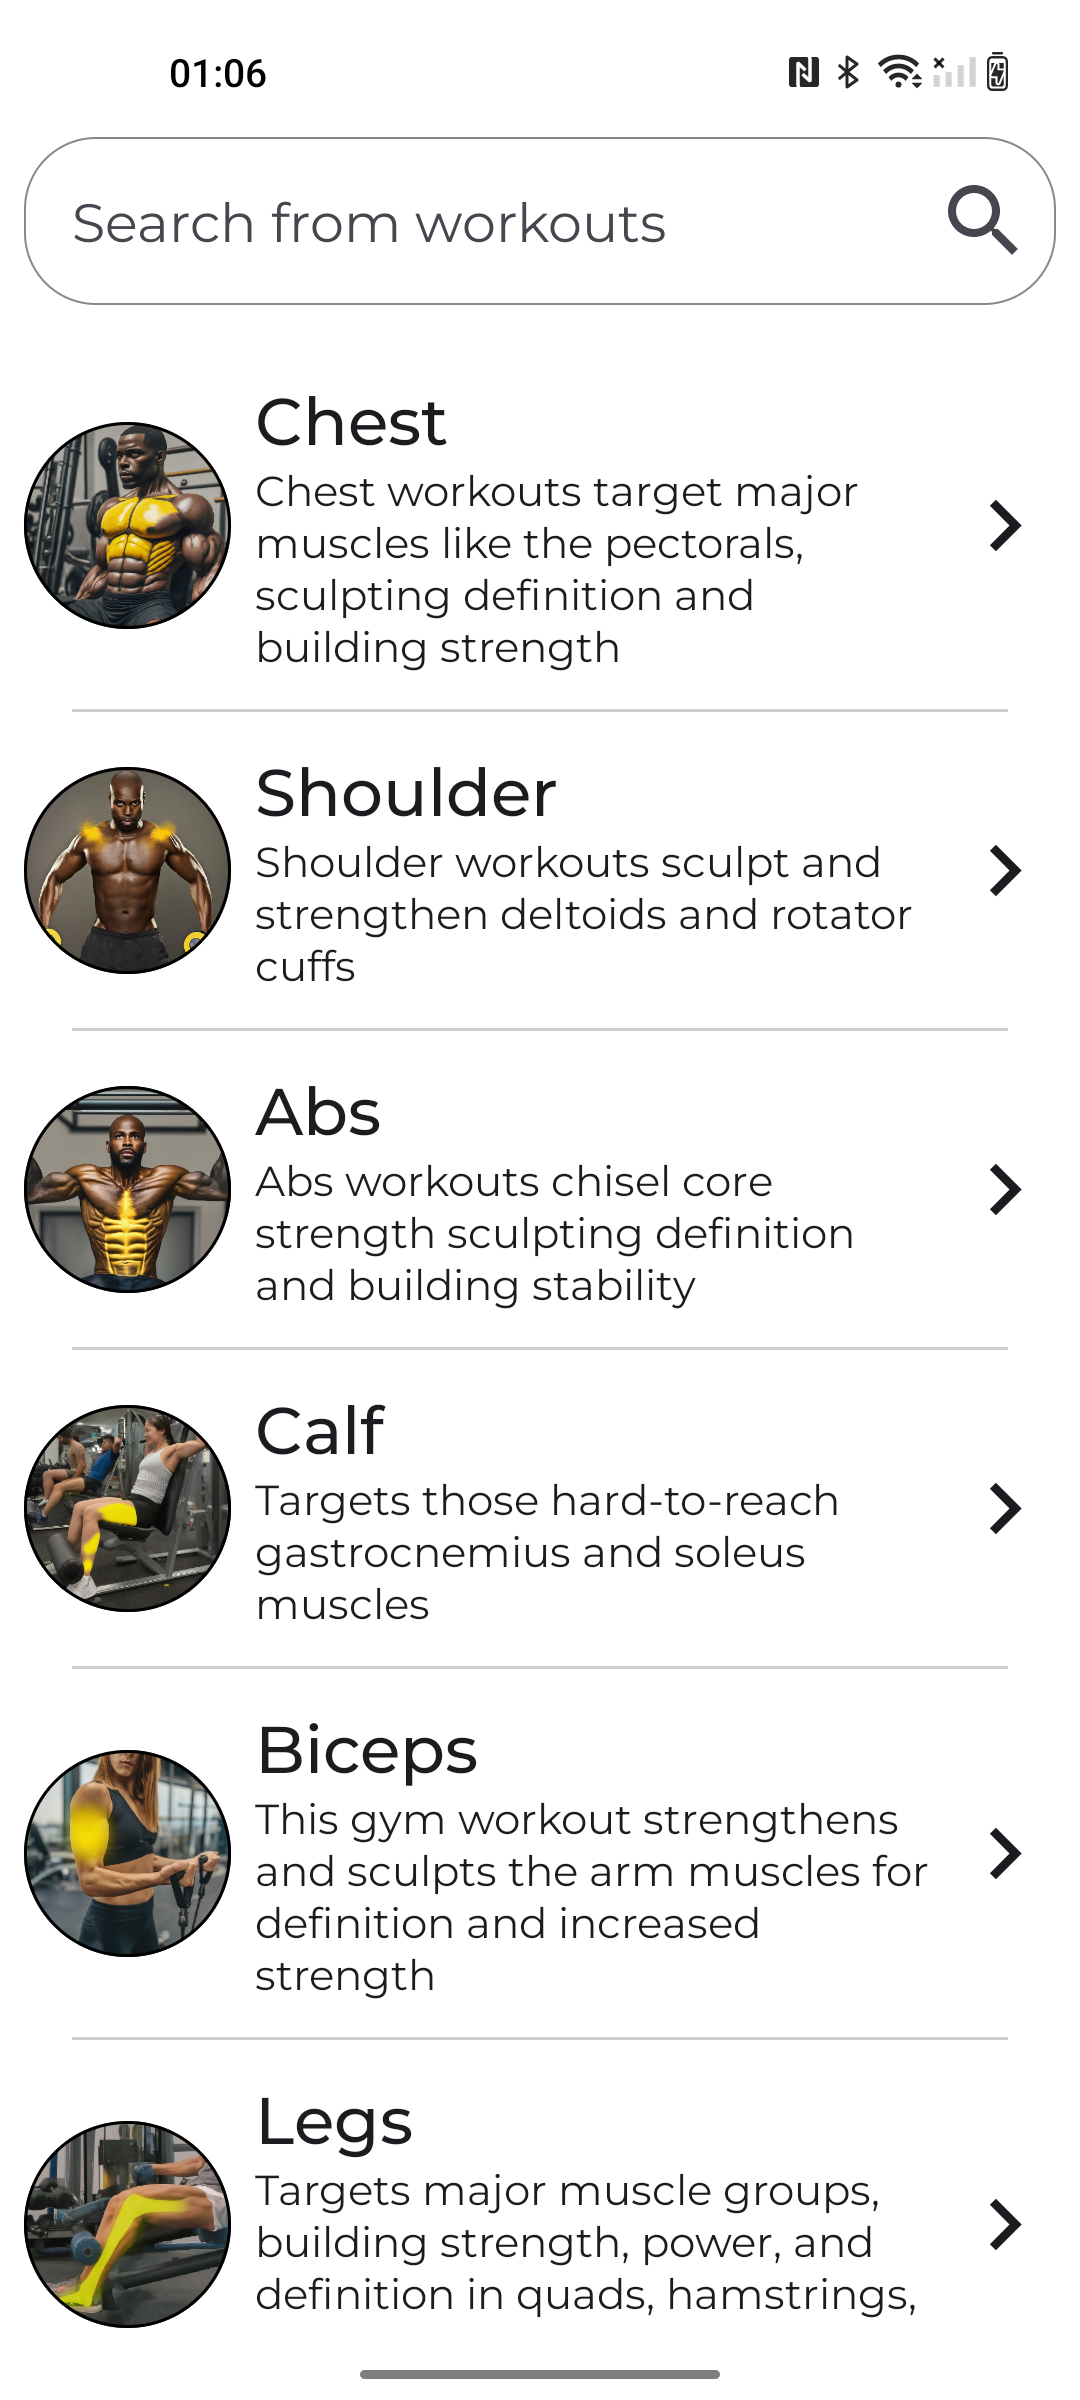 01:06
Search from workouts
Chest
Chest workouts target major
muscles like the pectorals,
sculpting definition and
building strength
Shoulder
Shoulder workouts sculpt and
strengthen deltoids and rotator
cuffs
Abs
Abs workouts chisel core
strength sculpting definition
and building stability
Calf
Targets those hard-to-reach
gastrocnemius and soleus
muscles
Biceps
This gym workout strengthens
and sculpts the arm muscles for
definition and increased
strength
Legs
Targets major muscle groups,
building strength, power, and
definition in quads, hamstrings,